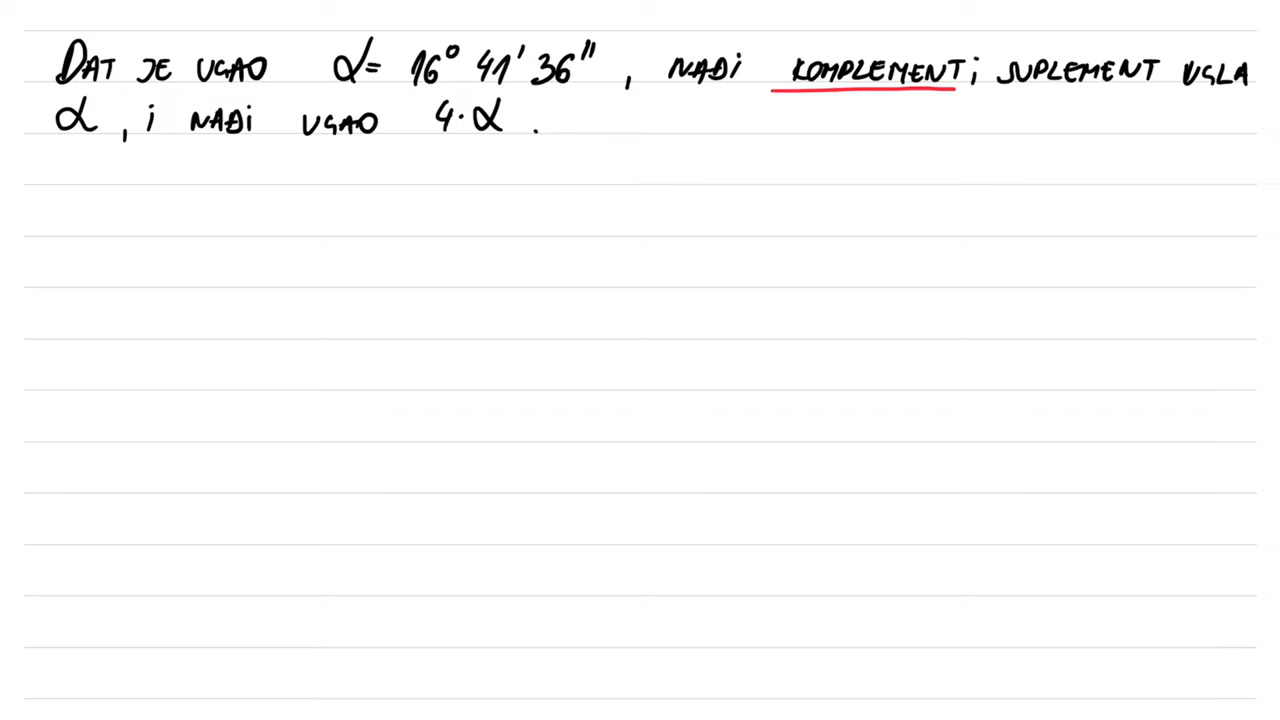 DAT JE UGAO α= 16° 41' 36'', NAĐI KOMPLEMENT i SUPLEMENT UGLA
α, i NAĐI UGAO 4·α.